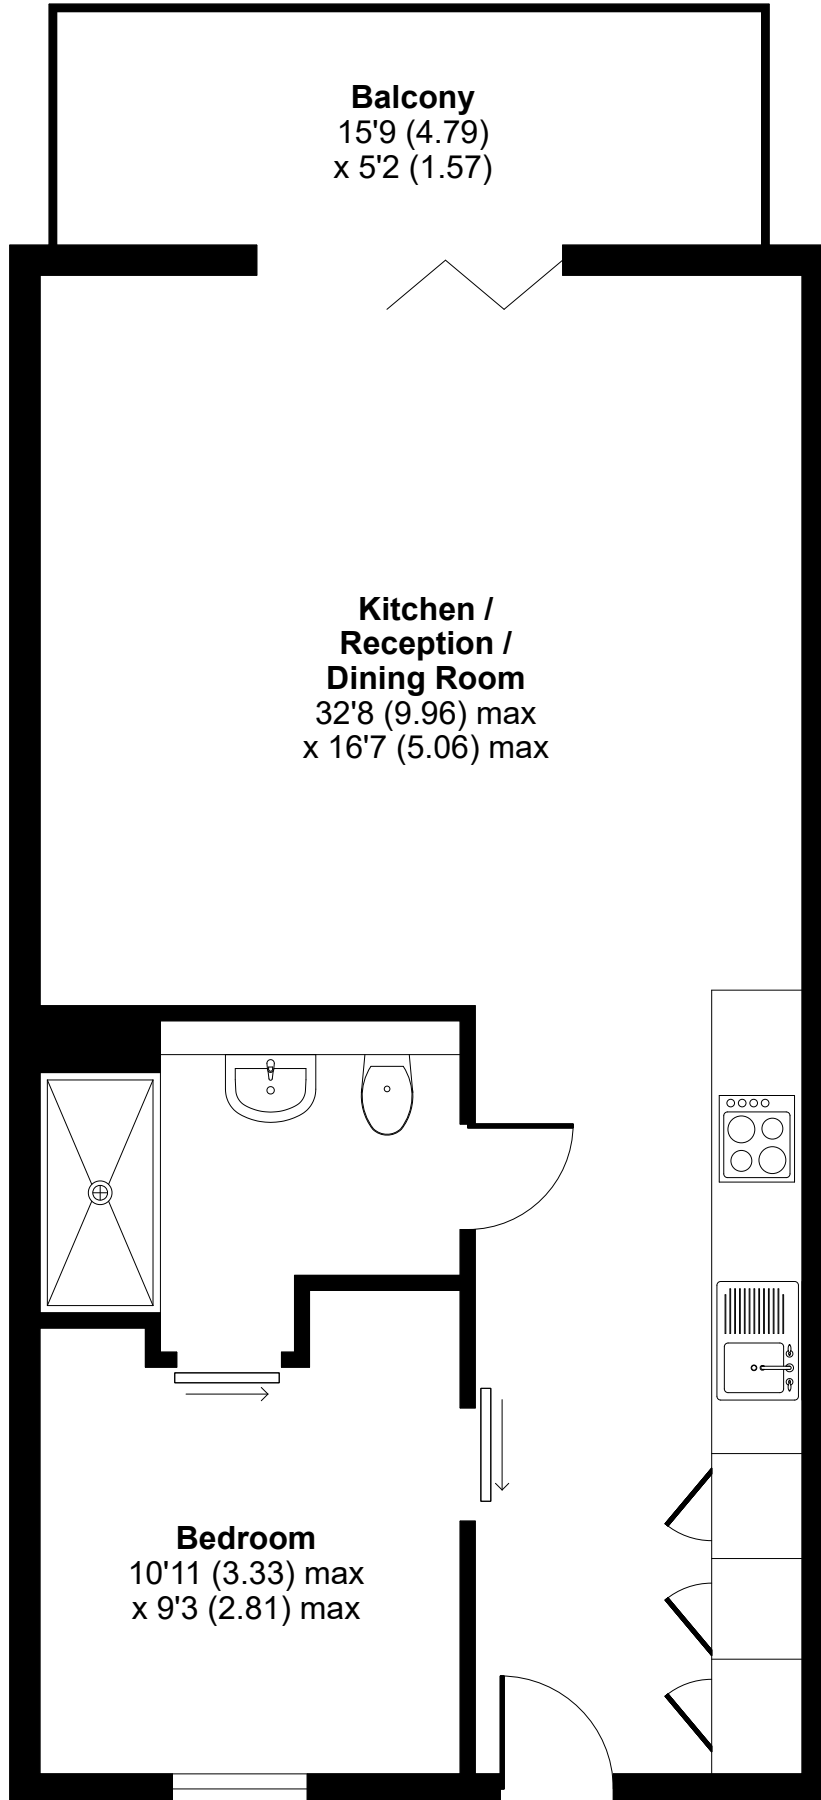 Balcony
15'9 (4.79)
x 5'2 (1.57)
Kitchen /
Reception /
Dining Room
32'8 (9.96) max
x 16'7 (5.06) max
Bedroom
10'11 (3.33) max
x 9'3 (2.81) max